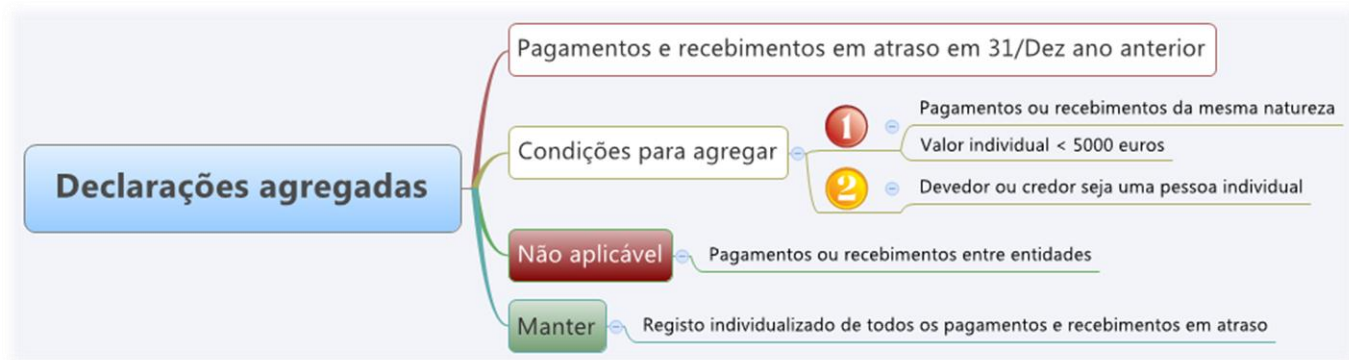 Declarações agregadas
Pagamentos e recebimentos em atraso em 31/Dez ano anterior
Condições para agregar
1
Pagamentos ou recebimentos da mesma natureza
Valor individual < 5000 euros
2
Devedor ou credor seja uma pessoa individual
Não aplicável
Pagamentos ou recebimentos entre entidades
Manter
Registo individualizado de todos os pagamentos e recebimentos em atraso